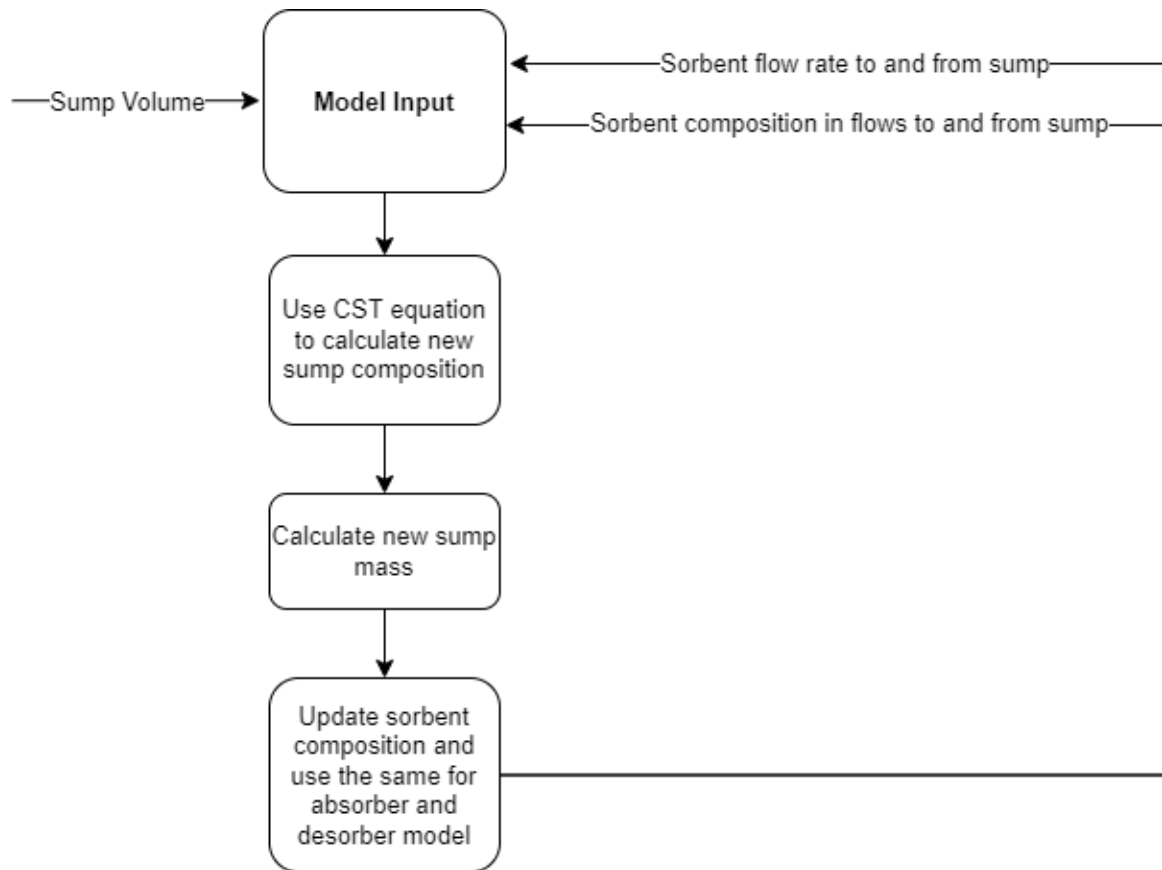 Sorbent flow rate to and from sump
Sump Volume
Model Input
Sorbent composition in flows to and from sump
Use CST equation
to calculate new
sump composition
Calculate new sump
mass
Update sorbent
composition and
use the same for
absorber and
desorber model